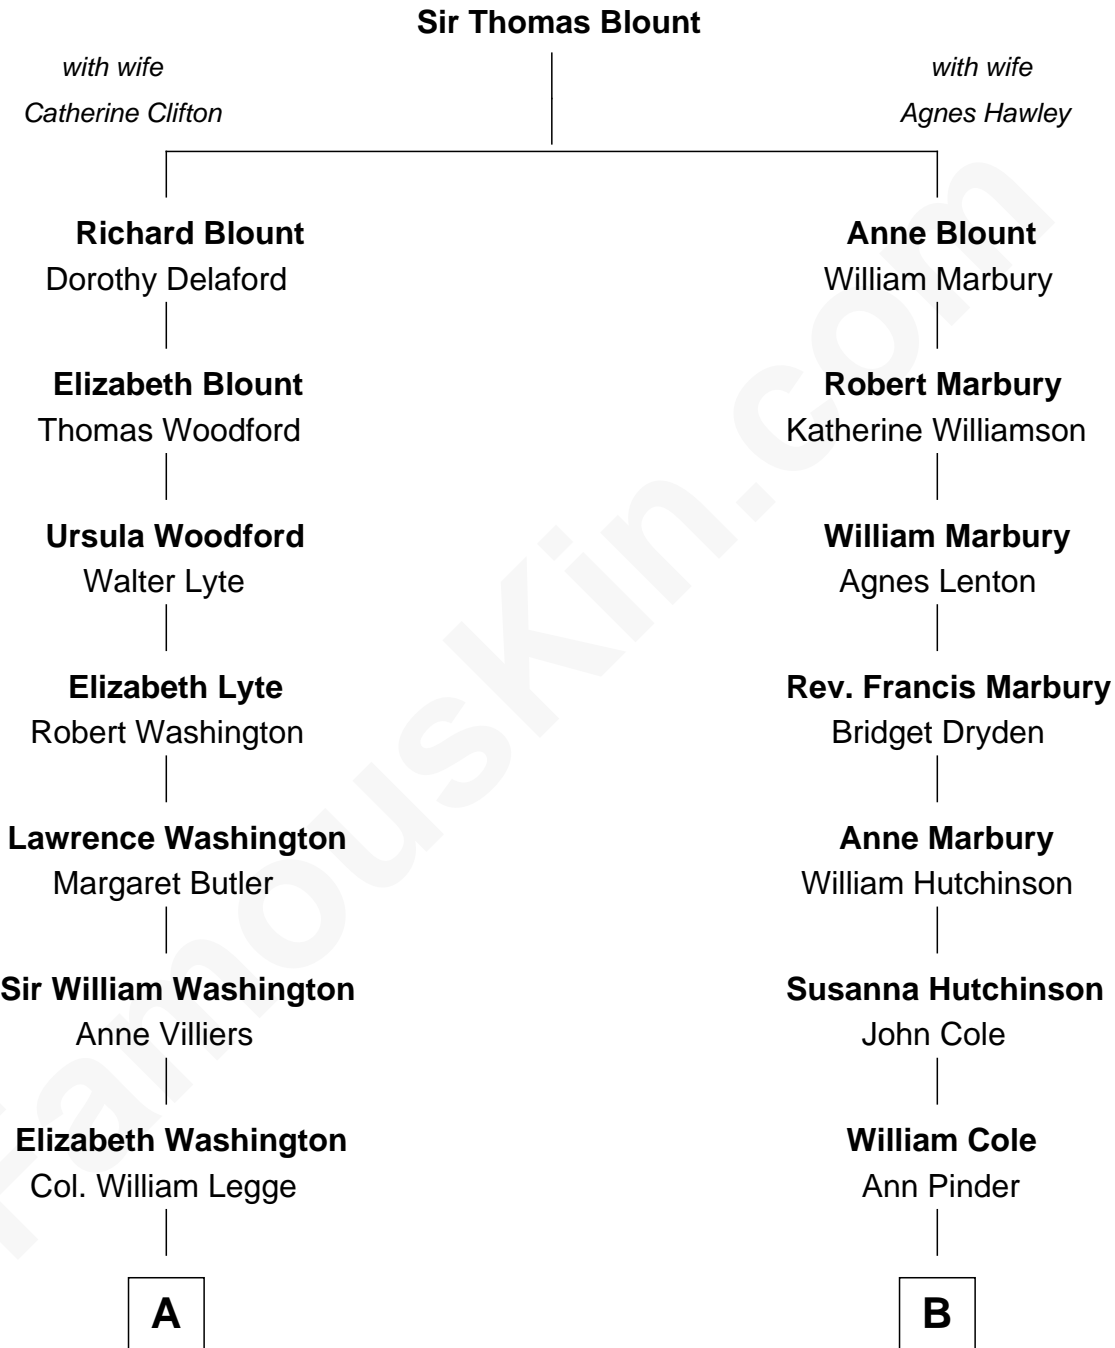 Sir Thomas Blount
with wife
Catherine Clifton
with wife
Agnes Hawley
Richard Blount
Dorothy Delaford
Anne Blount
William Marbury
Elizabeth Blount
Thomas Woodford
Robert Marbury
Katherine Williamson
Ursula Woodford
Walter Lyte
William Marbury
Agnes Lenton
Elizabeth Lyte
Robert Washington
Rev. Francis Marbury
Bridget Dryden
Lawrence Washington
Margaret Butler
Anne Marbury
William Hutchinson
Sir William Washington
Anne Villiers
Susanna Hutchinson
John Cole
Elizabeth Washington
Col. William Legge
William Cole
Ann Pinder
A
B
FamousKin.com